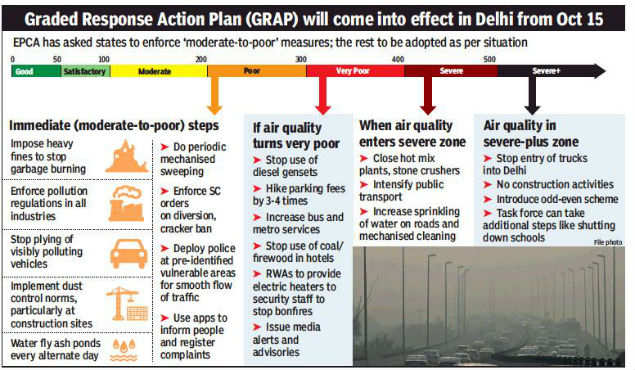 Graded Response Action Plan (GRAP) will come into effect in Delhi from Oct 15
EPCA has asked states to enforce ‘moderate-to-poor’ measures; the rest to be adopted as per situation
0 50 100 200 300 400 500
Good Satisfactory Moderate Poor Very Poor Severe Severe+
Immediate (moderate-to-poor) steps
Impose heavy
fines to stop
garbage burning
Enforce pollution
regulations in all
industries
Stop plying of
visibly polluting
vehicles
Implement dust
control norms,
particularly at
construction sites
Water fly ash ponds
every alternate day
➤ Do periodic
mechanised
sweeping
➤ Enforce SC
orders
on diversion,
cracker ban
➤ Deploy police
at pre-identified
vulnerable areas
for smooth flow
of traffic
➤ Use apps to
inform people
and register
complaints
If air quality
turns very poor
➤ Stop use of
diesel gensets
➤ Hike parking fees
by 3-4 times
➤ Increase bus and
metro services
➤ Stop use of coal/
firewood in hotels
➤ RWAs to provide
electric heaters to
security staff to
stop bonfires
➤ Issue media
alerts and
advisories
When air quality
enters severe zone
➤ Close hot mix
plants, stone crushers
➤ Intensify public
transport
➤ Increase sprinkling
of water on roads and
mechanised cleaning
Air quality in
severe-plus zone
➤ Stop entry of trucks
into Delhi
➤ No construction activities
➤ Introduce odd-even scheme
➤ Task force can take
additional steps like shutting
down schools
File photo